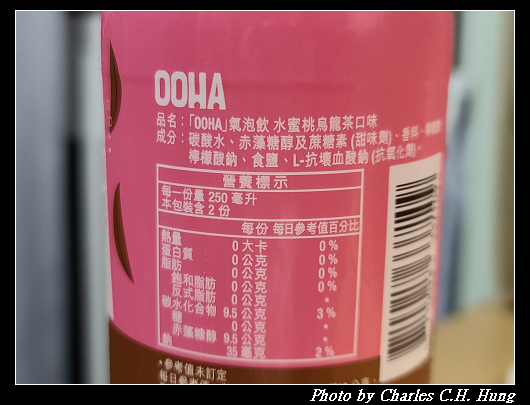 OOHA
品名：「OOHA」氣泡飲 水蜜桃烏龍茶口味
成分：碳酸水、赤藻糖醇及蔗糖素 (甜味劑)、香料、檸檬酸、
檸檬酸鈉、食鹽、L-抗壞血酸鈉 (抗氧化劑)。
營養標示
每一份量 250 毫升
本包裝含 2 份
每份 每日參考值百分比
熱量 0 大卡 0 %
蛋白質 0 公克 0 %
脂肪 0 公克 0 %
飽和脂肪 0 公克 0 %
反式脂肪 0 公克 *
碳水化合物 9.5 公克 3 %
糖 0 公克 *
赤藻糖醇 9.5 公克 *
鈉 35 毫克 2 %
*參考值未訂定
Photo by Charles C.H. Hung